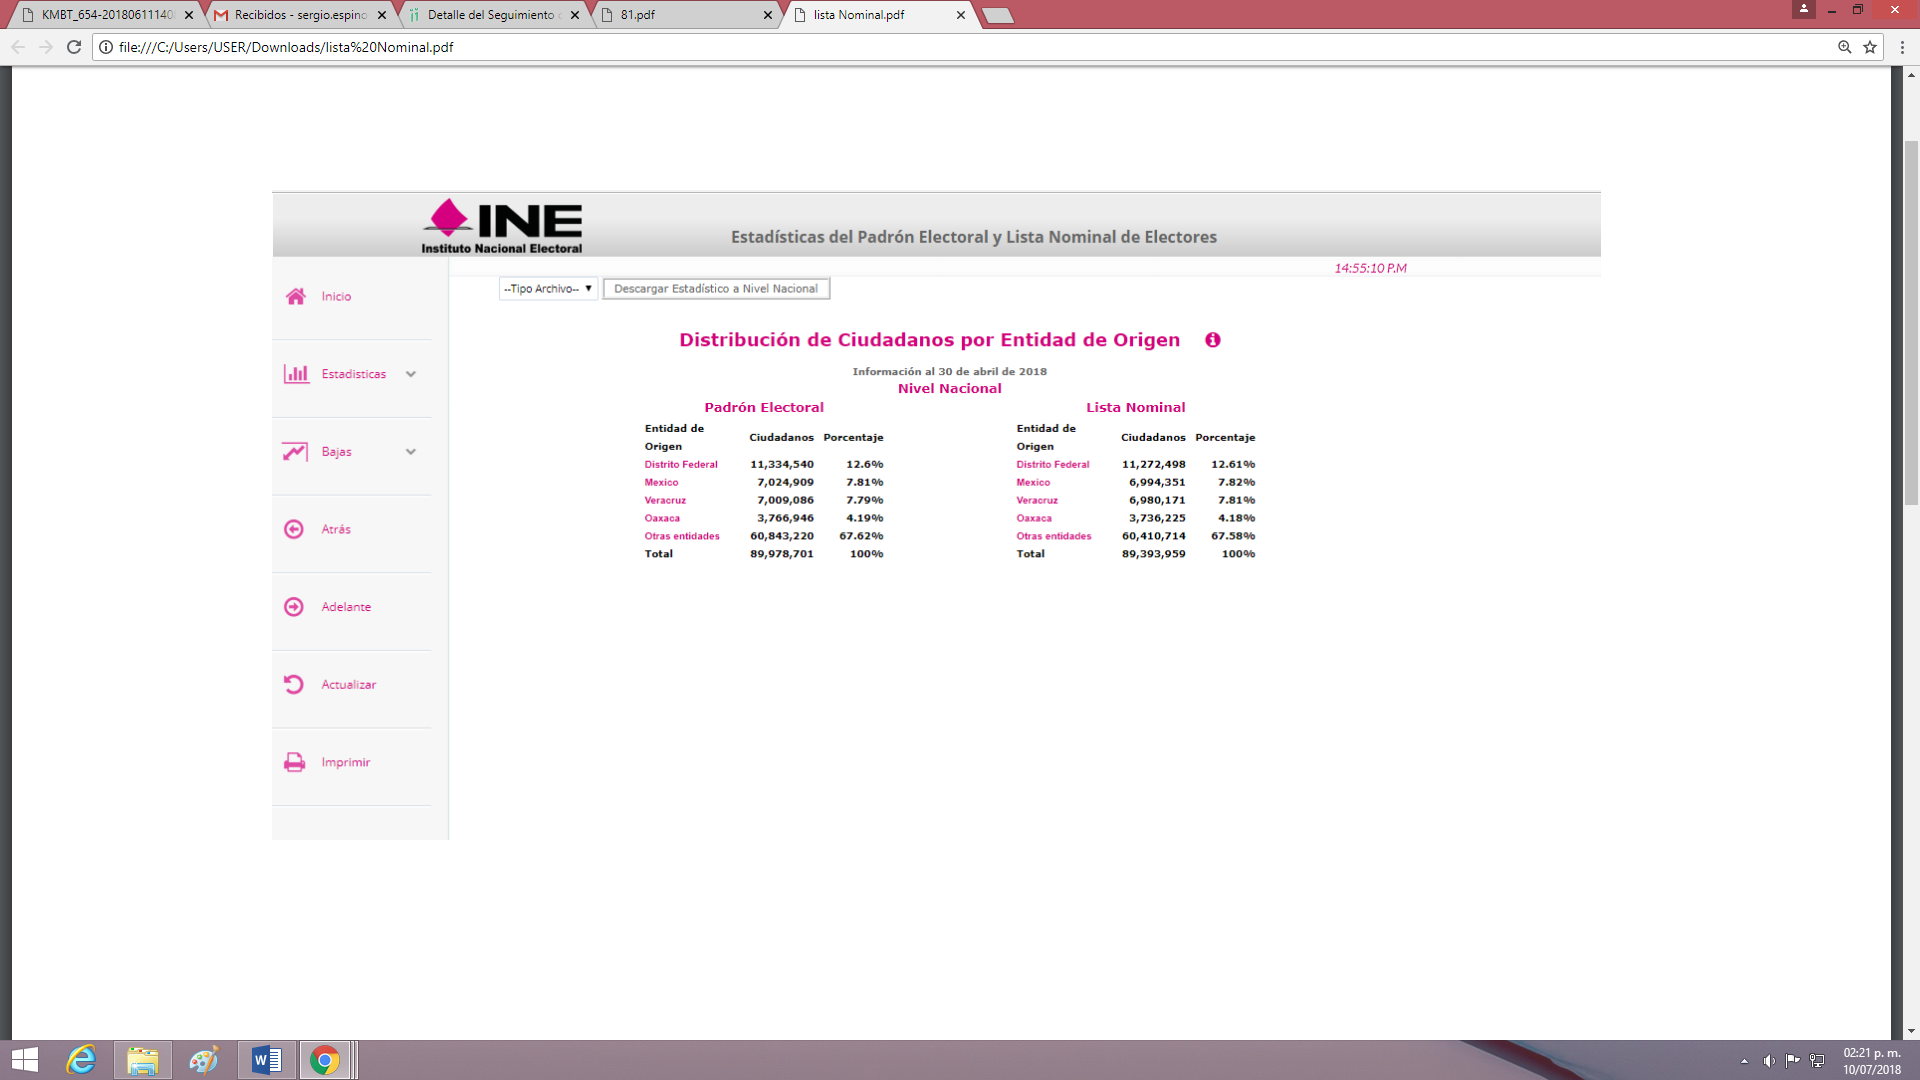 KMBT_654-2018061114
Recibidos - sergio.espino
Detalle del Seguimiento
81.pdf
lista Nominal.pdf
file:///C:/Users/USER/Downloads/lista%20Nominal.pdf
INE
Instituto Nacional Electoral
Estadísticas del Padrón Electoral y Lista Nominal de Electores
14:55:10 P.M
Inicio
Estadisticas
Bajas
Atrás
Adelante
Actualizar
Imprimir
--Tipo Archivo-- Descargar Estadístico a Nivel Nacional
Distribución de Ciudadanos por Entidad de Origen
Información al 30 de abril de 2018
Nivel Nacional
Padrón Electoral
Entidad de Origen Ciudadanos Porcentaje
Distrito Federal 11,334,540 12.6%
Mexico 7,024,909 7.81%
Veracruz 7,009,086 7.79%
Oaxaca 3,766,946 4.19%
Otras entidades 60,843,220 67.62%
Total 89,978,701 100%
Lista Nominal
Entidad de Origen Ciudadanos Porcentaje
Distrito Federal 11,272,498 12.61%
Mexico 6,994,351 7.82%
Veracruz 6,980,171 7.81%
Oaxaca 3,736,225 4.18%
Otras entidades 60,410,714 67.58%
Total 89,393,959 100%
02:21 p. m.
10/07/2018